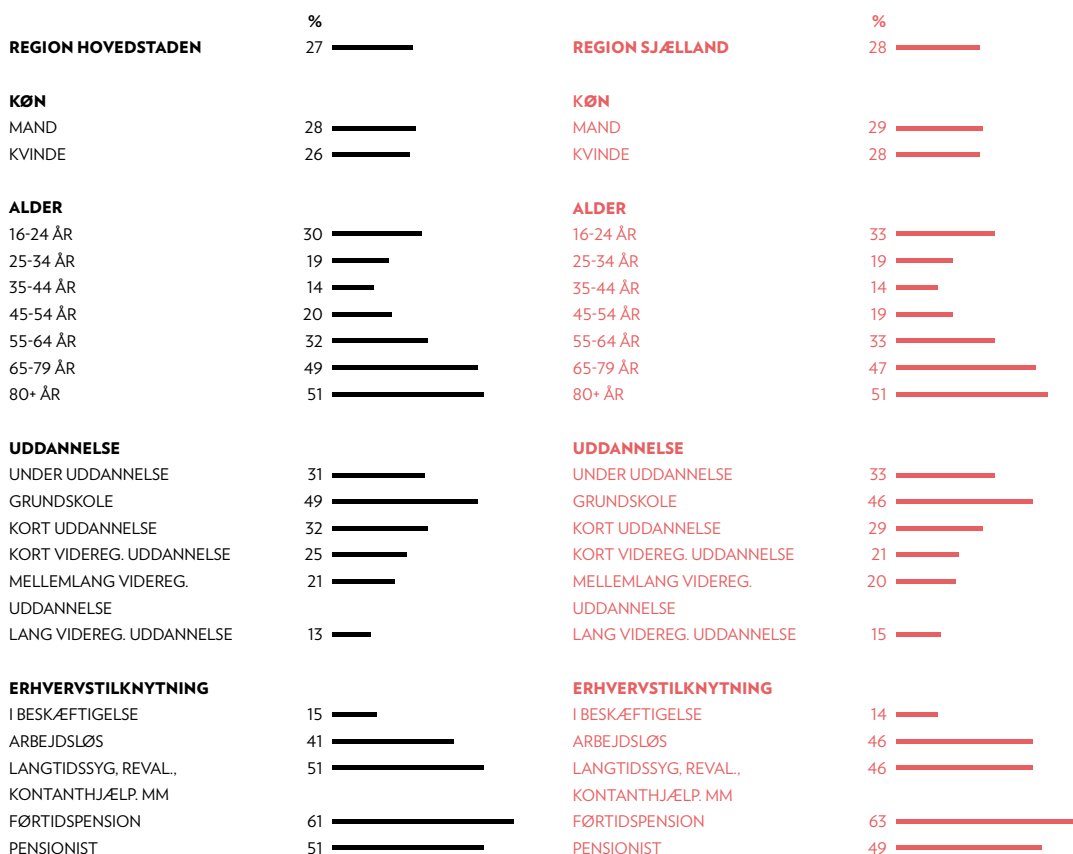 % %
REGION HOVEDSTADEN 27 REGION SJÆLLAND 28
KØN KØN
MAND 28 MAND 29
KVINDE 26 KVINDE 28
ALDER ALDER
16-24 ÅR 30 16-24 ÅR 33
25-34 ÅR 19 25-34 ÅR 19
35-44 ÅR 14 35-44 ÅR 14
45-54 ÅR 20 45-54 ÅR 19
55-64 ÅR 32 55-64 ÅR 33
65-79 ÅR 49 65-79 ÅR 47
80+ ÅR 51 80+ ÅR 51
UDDANNELSE UDDANNELSE
UNDER UDDANNELSE 31 UNDER UDDANNELSE 33
GRUNDSKOLE 49 GRUNDSKOLE 46
KORT UDDANNELSE 32 KORT UDDANNELSE 29
KORT VIDEREG. UDDANNELSE 25 KORT VIDEREG. UDDANNELSE 21
MELLEMLANG VIDEREG. 21 MELLEMLANG VIDEREG. 20
UDDANNELSE UDDANNELSE
LANG VIDEREG. UDDANNELSE 13 LANG VIDEREG. UDDANNELSE 15
ERHVERVSTILKNYTNING ERHVERVSTILKNYTNING
I BESKÆFTIGELSE 15 I BESKÆFTIGELSE 14
ARBEJDSLØS 41 ARBEJDSLØS 46
LANGTIDSSYG, REVAL., 51 LANGTIDSSYG, REVAL., 46
KONTANTHJÆLP. MM KONTANTHJÆLP. MM
FØRTIDSPENSION 61 FØRTIDSPENSION 63
PENSIONIST 51 PENSIONIST 49